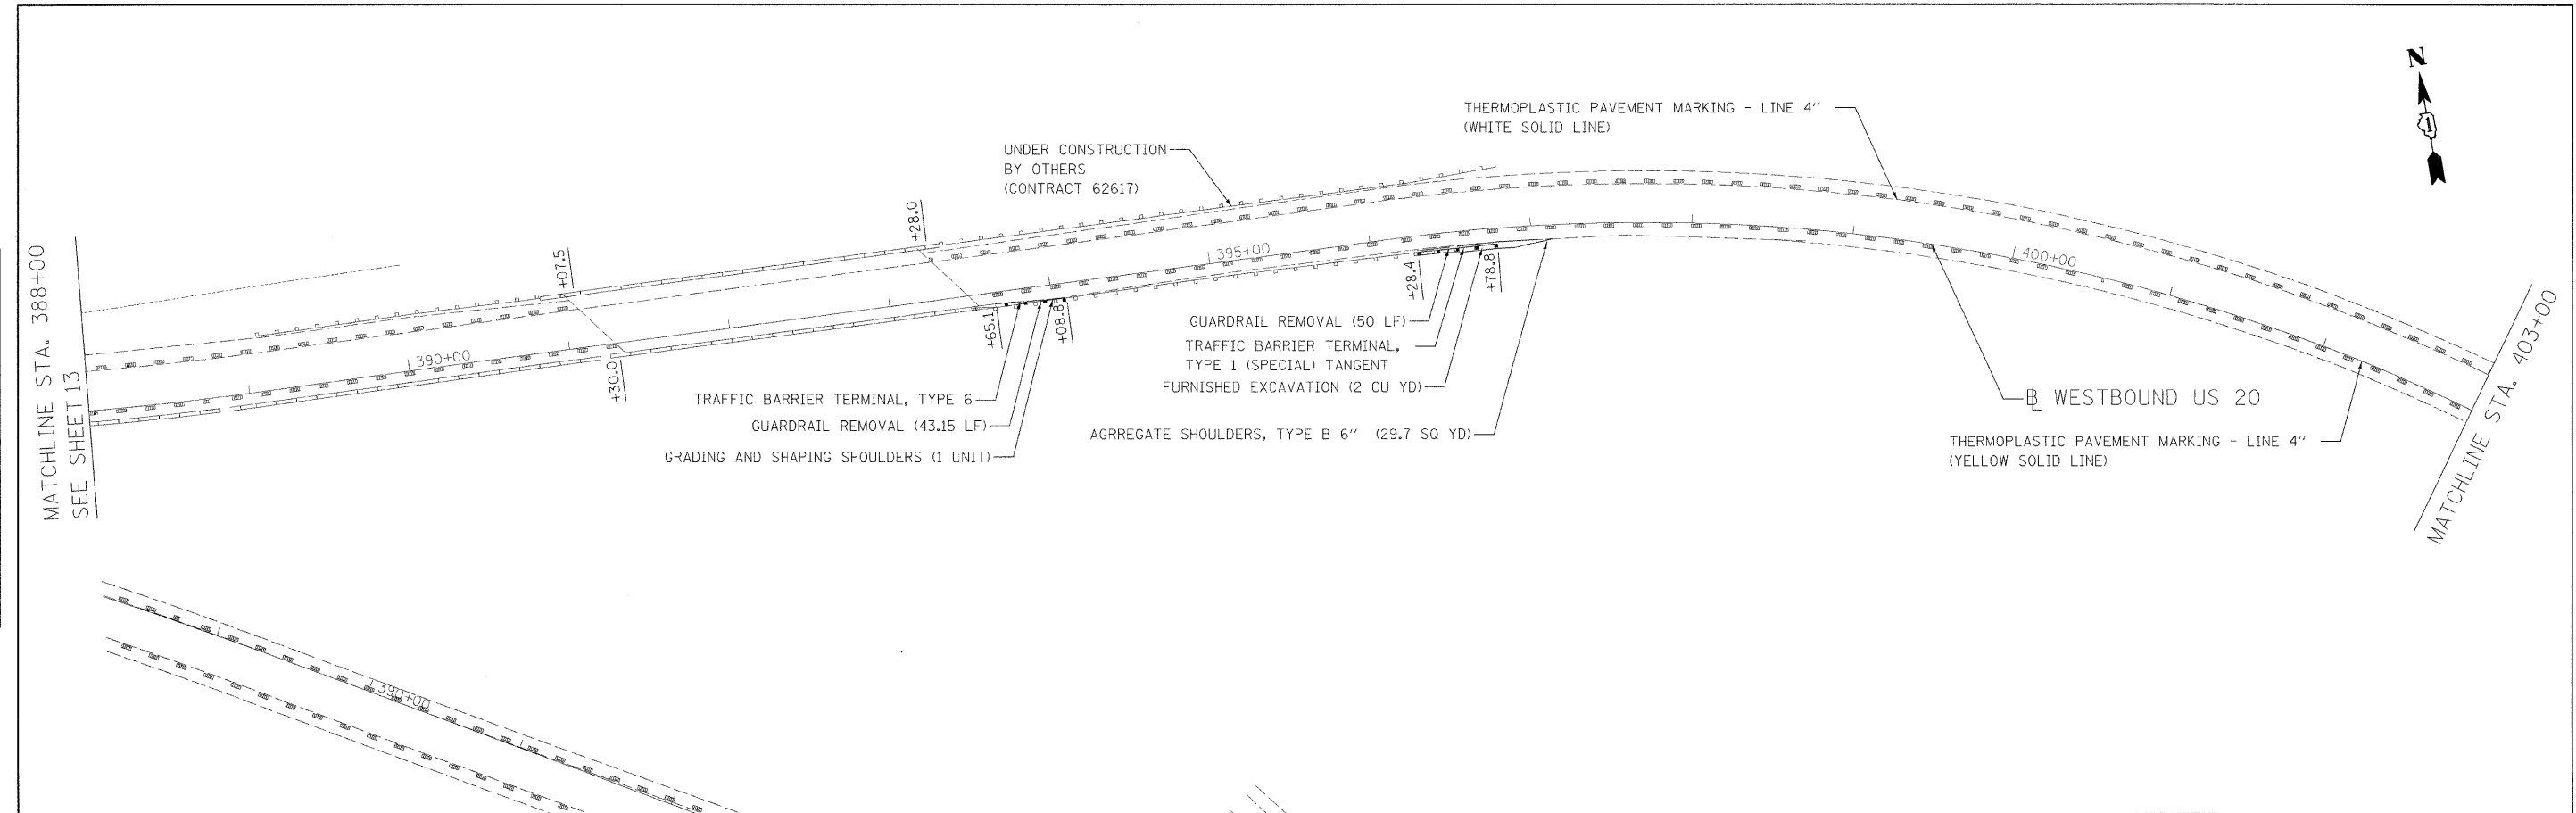 N
1
THERMOPLASTIC PAVEMENT MARKING - LINE 4"
(WHITE SOLID LINE)
UNDER CONSTRUCTION
BY OTHERS
(CONTRACT 62617)
MATCHLINE STA. 388+00
SEE SHEET 13
+07.5
+28.0
395+00
400+00
390+00
+30.0
+65.1
+08.8
+28.4
+78.8
GUARDRAIL REMOVAL (50 LF)
TRAFFIC BARRIER TERMINAL,
TYPE 1 (SPECIAL) TANGENT
FURNISHED EXCAVATION (2 CU YD)
AGRREGATE SHOULDERS, TYPE B 6" (29.7 SQ YD)
TRAFFIC BARRIER TERMINAL, TYPE 6
GUARDRAIL REMOVAL (43.15 LF)
GRADING AND SHAPING SHOULDERS (1 UNIT)
BL WESTBOUND US 20
THERMOPLASTIC PAVEMENT MARKING - LINE 4"
(YELLOW SOLID LINE)
MATCHLINE STA. 403+00
390+00